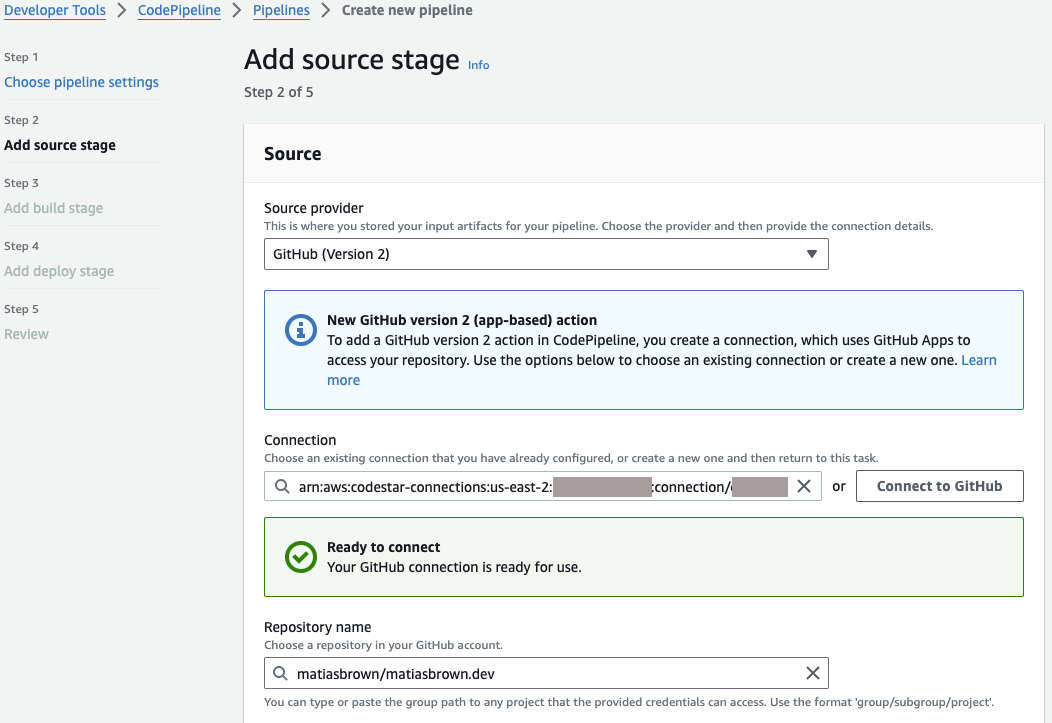 Developer Tools > CodePipeline > Pipelines > Create new pipeline
Step 1
Choose pipeline settings
Step 2
Add source stage
Step 3
Add build stage
Step 4
Add deploy stage
Step 5
Review
Add source stage Info
Step 2 of 5
Source
Source provider
This is where you stored your input artifacts for your pipeline. Choose the provider and then provide the connection details.
GitHub (Version 2)
New GitHub version 2 (app-based) action
To add a GitHub version 2 action in CodePipeline, you create a connection, which uses GitHub Apps to
access your repository. Use the options below to choose an existing connection or create a new one. Learn
more
Connection
Choose an existing connection that you have already configured, or create a new one and then return to this task.
arn:aws:codestar-connections:us-east-2: :connection/ or Connect to GitHub
Ready to connect
Your GitHub connection is ready for use.
Repository name
Choose a repository in your GitHub account.
matiasbrown/matiasbrown.dev
You can type or paste the group path to any project that the provided credentials can access. Use the format 'group/subgroup/project'.